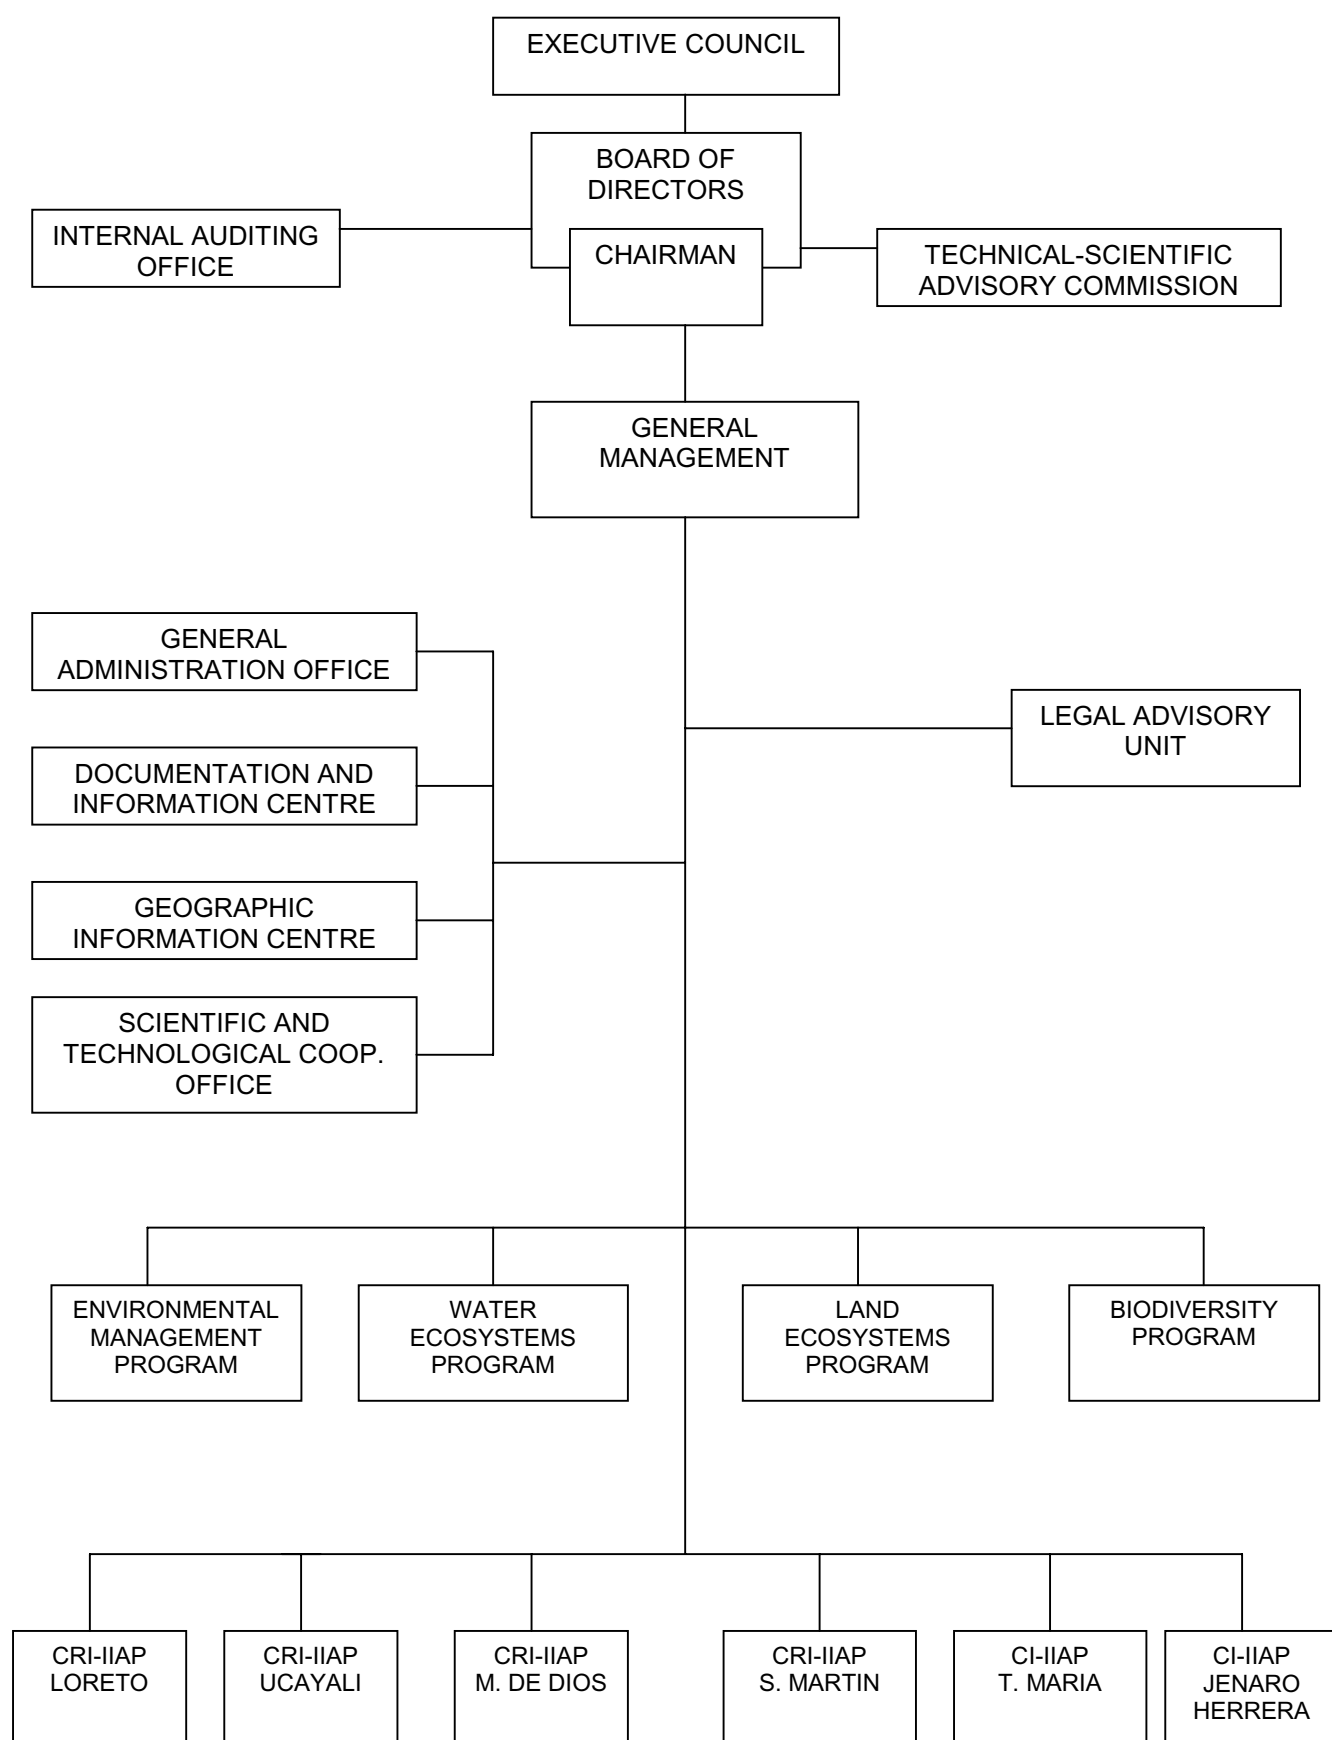 EXECUTIVE COUNCIL
BOARD OF
DIRECTORS
INTERNAL AUDITING
OFFICE
CHAIRMAN
TECHNICAL-SCIENTIFIC
ADVISORY COMMISSION
GENERAL
MANAGEMENT
GENERAL
ADMINISTRATION OFFICE
LEGAL ADVISORY
UNIT
DOCUMENTATION AND
INFORMATION CENTRE
GEOGRAPHIC
INFORMATION CENTRE
SCIENTIFIC AND
TECHNOLOGICAL COOP.
OFFICE
ENVIRONMENTAL
MANAGEMENT
PROGRAM
WATER
ECOSYSTEMS
PROGRAM
LAND
ECOSYSTEMS
PROGRAM
BIODIVERSITY
PROGRAM
CRI-IIAP
LORETO
CRI-IIAP
UCAYALI
CRI-IIAP
M. DE DIOS
CRI-IIAP
S. MARTIN
CI-IIAP
T. MARIA
CI-IIAP
JENARO
HERRERA